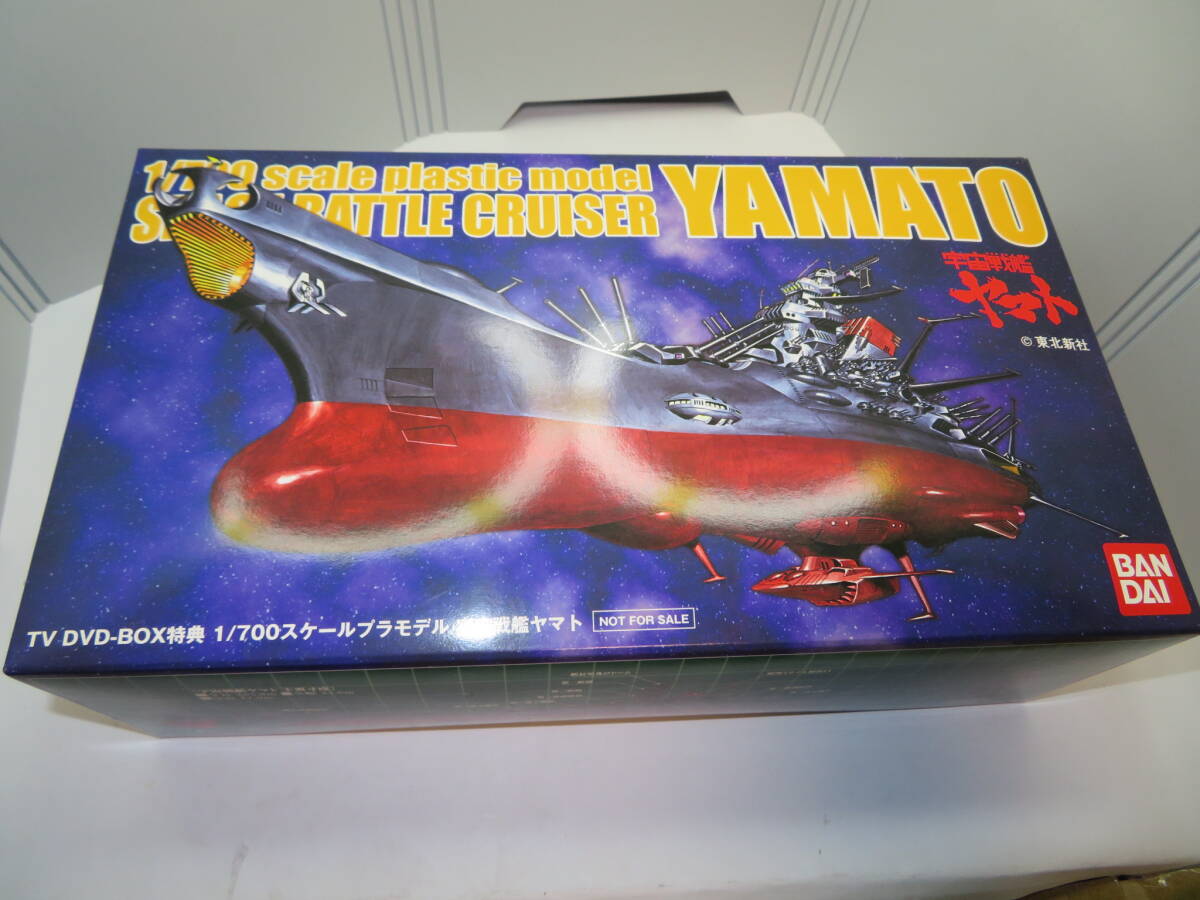 scale plastic model
BATTLE CRUISER YAMATO
宇宙戦艦
ヤマト
© 東北新社
BAN
DAI
TV DVD-BOX特典 1/700スケールプラモデル 戦艦ヤマト NOT FOR SALE